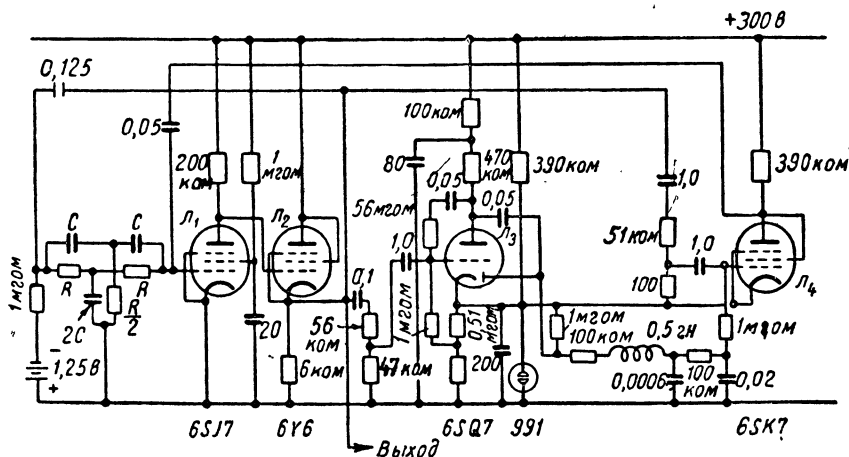 +300 в
0,125
0,05
200 ком
1 мгом
100 ком
80
0,05
470 ком
0,05
390 ком
390 ком
1,0
51 ком
1,0
100
56 мгом
1,0
Л₁
Л₂
Л₃
Л₄
C
C
R
R
2C
R/2
1 мгом
1,25В
20
0,1
56 ком
47 ком
6 ком
1 мгом
0,51 мгом
200
1 мгом
100 ком
0,5 гн
0,0006
100 ком
0,02
1 мгом
6SJ7
6Y6
6SQ7
991
6SK7
Выход